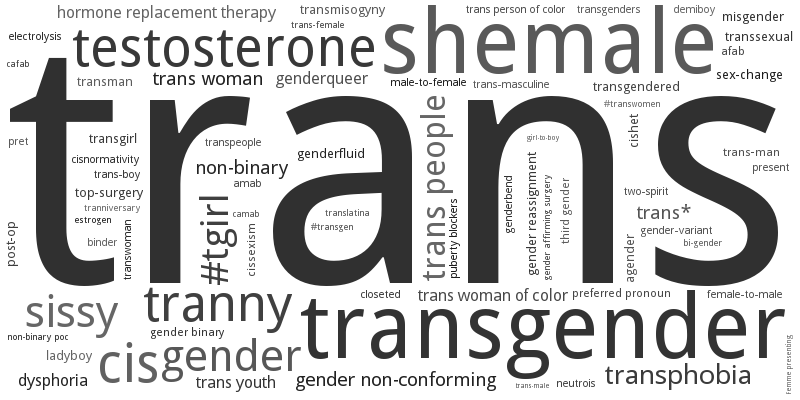 hormone replacement therapy
transmisogyny
trans person of color
transgenders
demiboy
misgender
electrolysis
testosterone
trans-female
shemale
transsexual
afab
cafab
transman
trans woman
genderqueer
male-to-female
trans-masculine
transgendered
sex-change
trans
#transwomen
pret
transgirl
transpeople
trans people
girl-to-boy
cishet
cisnormativity
non-binary
genderfluid
trans-man
trans-boy
present
top-surgery
amab
genderbend
gender reassignment
gender affirming surgery
third gender
two-spirit
tranniversary
estrogen
#tgirl
camab
translatina
puberty blockers
trans*
post-op
binder
transwoman
cissexism
#transgen
agender
gender-variant
bi-gender
sissy
tranny
closeted
trans woman of color
preferred pronoun
female-to-male
transgender
non-binary poc
gender binary
ladyboy
cisgender
transphobia
femme presenting
dysphoria
trans youth
gender non-conforming
trans-male
neutrois